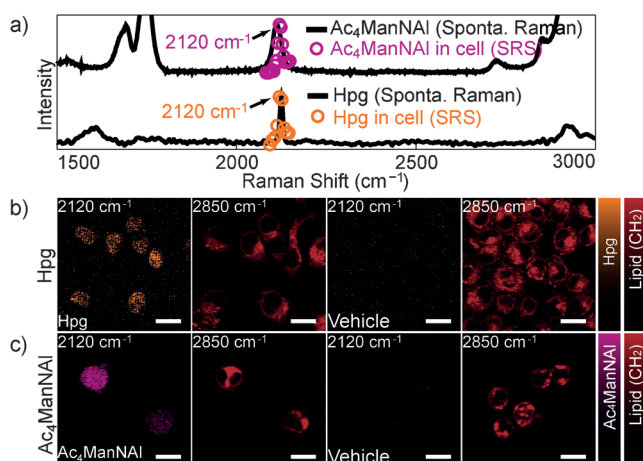 a)
2120 cm⁻¹
Ac₄ManNAl (Sponta. Raman)
Ac₄ManNAl in cell (SRS)
2120 cm⁻¹
Hpg (Sponta. Raman)
Hpg in cell (SRS)
Intensity
1500 2000 2500 3000
Raman Shift (cm⁻¹)
b)
2120 cm⁻¹ 2850 cm⁻¹ 2120 cm⁻¹ 2850 cm⁻¹
Hpg
Hpg Vehicle
Hpg
Lipid (CH₂)
c)
2120 cm⁻¹ 2850 cm⁻¹ 2120 cm⁻¹ 2850 cm⁻¹
Ac₄ManNAl
Ac₄ManNAl Vehicle
Ac₄ManNAl
Lipid (CH₂)